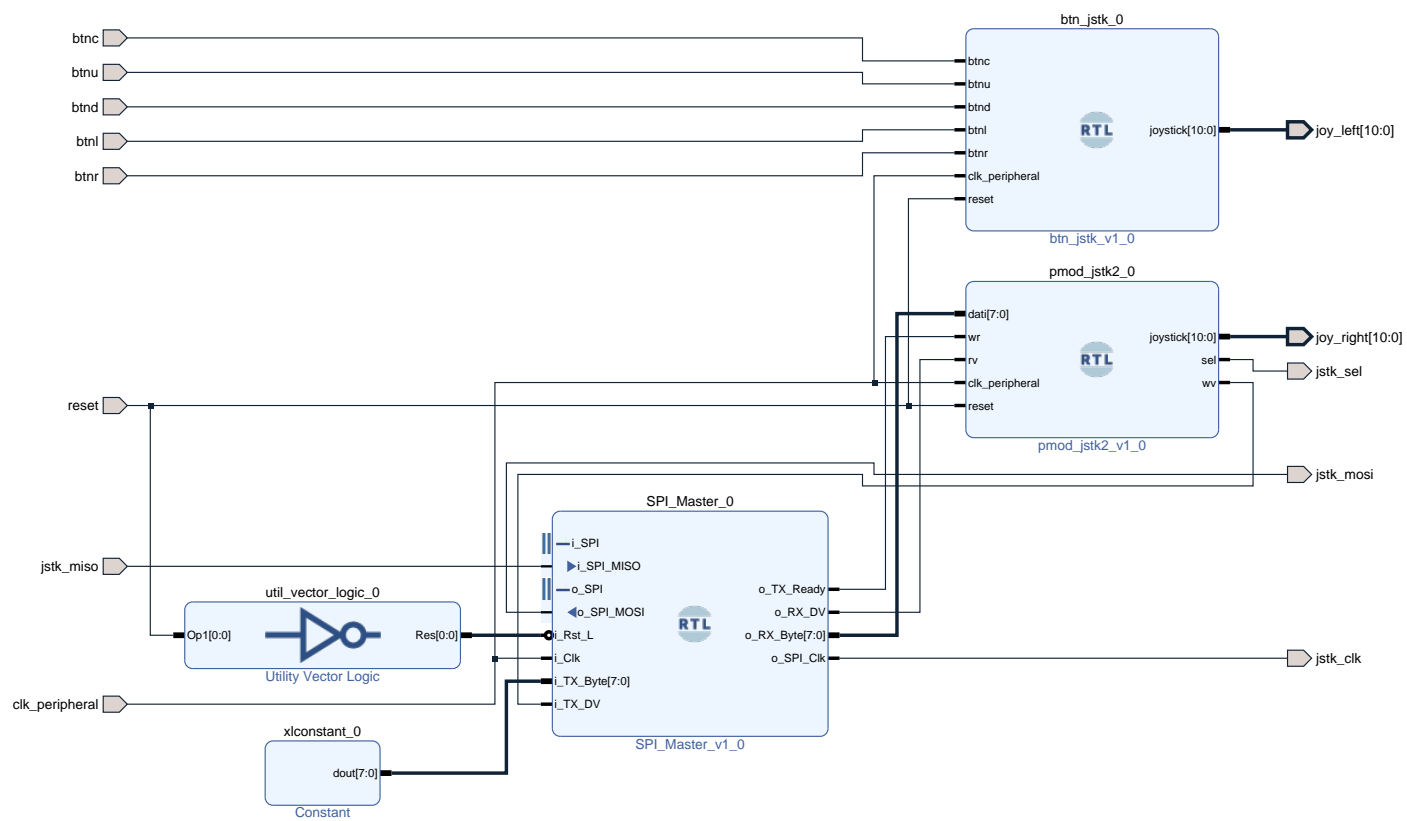 btn_jstk_0
btnc
btnu
btnd
btnl
btnr
btnc
btnu
btnd
btnl
btnr
clk_peripheral
reset
RTL
joystick[10:0]
joy_left[10:0]
btn_jstk_v1_0
pmod_jstk2_0
dati[7:0]
wr
rv
clk_peripheral
reset
RTL
joystick[10:0]
sel
wv
joy_right[10:0]
jstk_sel
pmod_jstk2_v1_0
reset
jstk_mosi
SPI_Master_0
i_SPI
i_SPI_MISO
o_SPI
o_SPI_MOSI
i_Rst_L
i_Clk
i_TX_Byte[7:0]
i_TX_DV
RTL
o_TX_Ready
o_RX_DV
o_RX_Byte[7:0]
o_SPI_Clk
jstk_clk
SPI_Master_v1_0
jstk_miso
util_vector_logic_0
Op1[0:0]
Res[0:0]
Utility Vector Logic
clk_peripheral
xlconstant_0
dout[7:0]
Constant